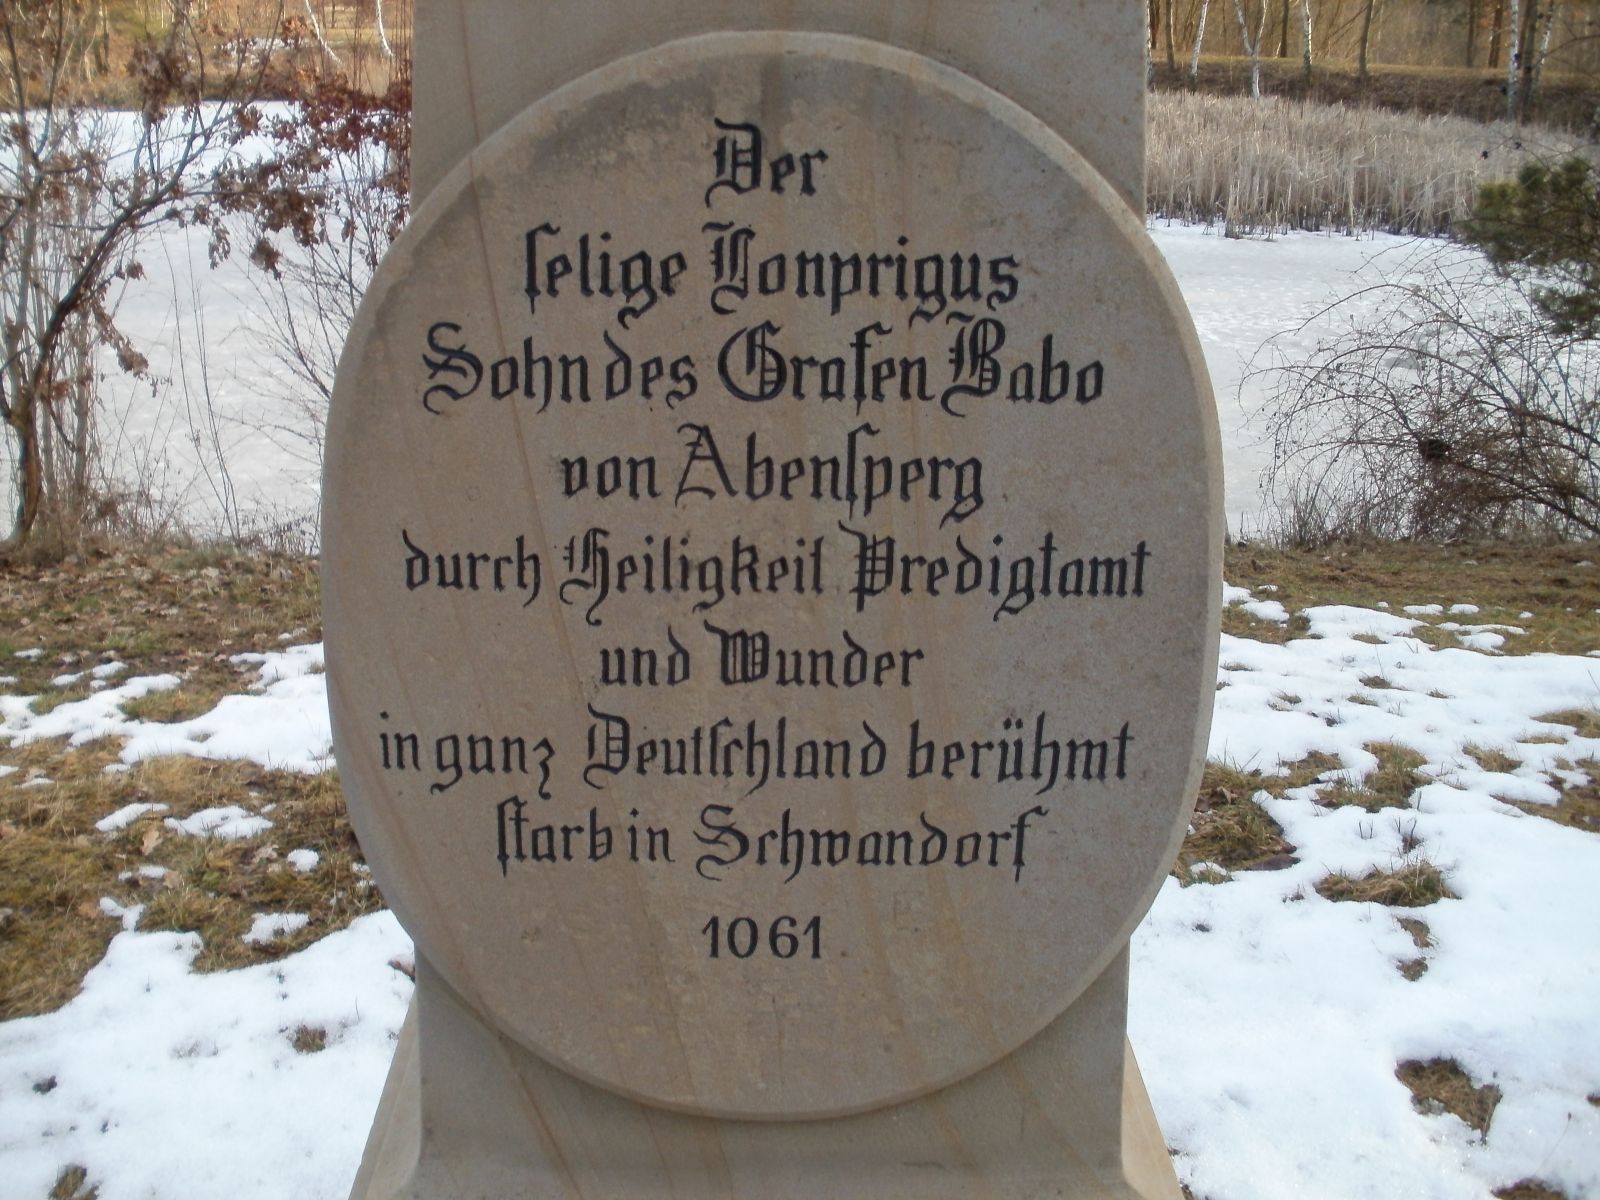 Der
ſelige Conprigus
Sohn des Grafen Babo
von Abenſperg
durch Heiligkeit Predigtamt
und Wunder
in ganz Deutſchland berühmt
ſtarb in Schwandorf
1061